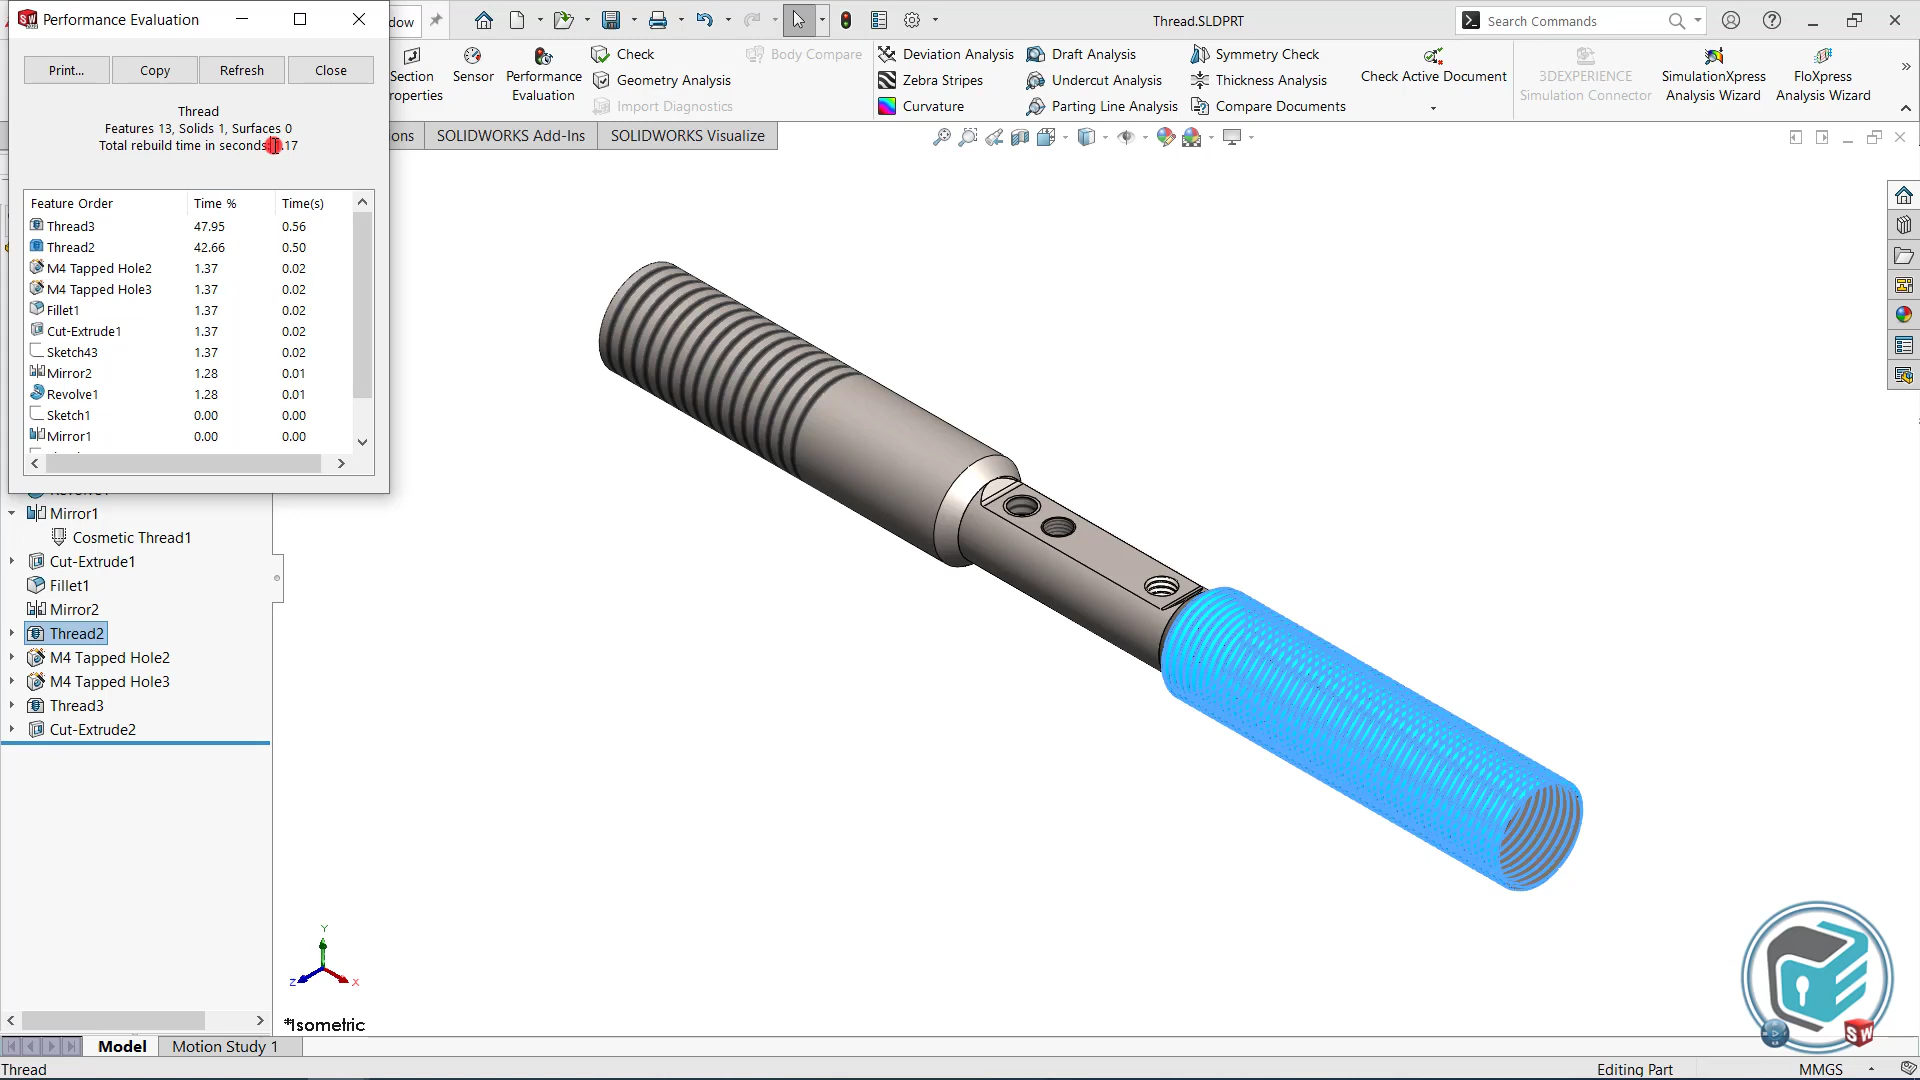 Performance Evaluation
dow
Thread.SLDPRT
Search Commands
Print...
Copy
Refresh
Close
Thread
Features 13, Solids 1, Surfaces 0
Total rebuild time in seconds: .17
Section
roperties
Sensor
Performance
Evaluation
Check
Geometry Analysis
Import Diagnostics
Body Compare
Deviation Analysis
Zebra Stripes
Curvature
Draft Analysis
Undercut Analysis
Parting Line Analysis
Symmetry Check
Thickness Analysis
Compare Documents
Check Active Document
3DEXPERIENCE
Simulation Connector
SimulationXpress
Analysis Wizard
FloXpress
Analysis Wizard
ions
SOLIDWORKS Add-Ins
SOLIDWORKS Visualize
Feature Order Time % Time(s)
Thread3 47.95 0.56
Thread2 42.66 0.50
M4 Tapped Hole2 1.37 0.02
M4 Tapped Hole3 1.37 0.02
Fillet1 1.37 0.02
Cut-Extrude1 1.37 0.02
Sketch43 1.37 0.02
Mirror2 1.28 0.01
Revolve1 1.28 0.01
Sketch1 0.00 0.00
Mirror1 0.00 0.00
Mirror1
Cosmetic Thread1
Cut-Extrude1
Fillet1
Mirror2
Thread2
M4 Tapped Hole2
M4 Tapped Hole3
Thread3
Cut-Extrude2
Y
Z
X
*Isometric
Model
Motion Study 1
SW
Thread
Editing Part
MMGS